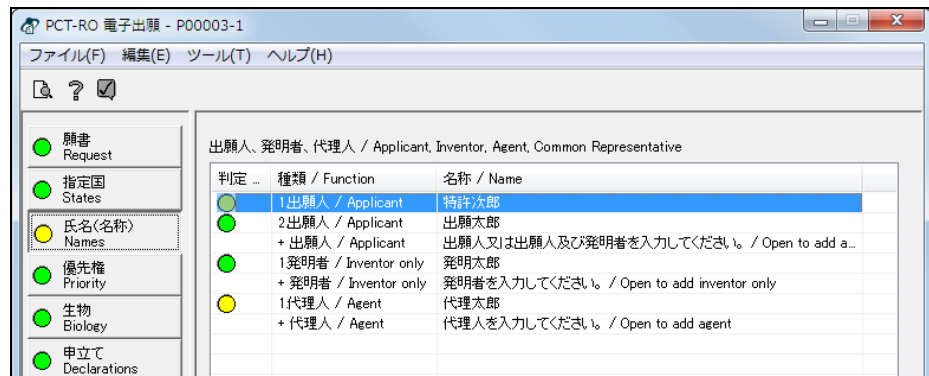 PCT-RO 電子出願 - P00003-1
ファイル(F) 編集(E) ツール(T) ヘルプ(H)
願書
Request
指定国
States
氏名(名称)
Names
優先権
Priority
生物
Biology
申立て
Declarations
出願人、発明者、代理人 / Applicant, Inventor, Agent, Common Representative
判定 ... 種類 / Function 名称 / Name
1出願人 / Applicant 特許次郎
2出願人 / Applicant 出願太郎
+ 出願人 / Applicant 出願人又は出願人及び発明者を入力してください。 / Open to add a...
1発明者 / Inventor only 発明太郎
+ 発明者 / Inventor only 発明者を入力してください。 / Open to add inventor only
1代理人 / Agent 代理太郎
+ 代理人 / Agent 代理人を入力してください。 / Open to add agent